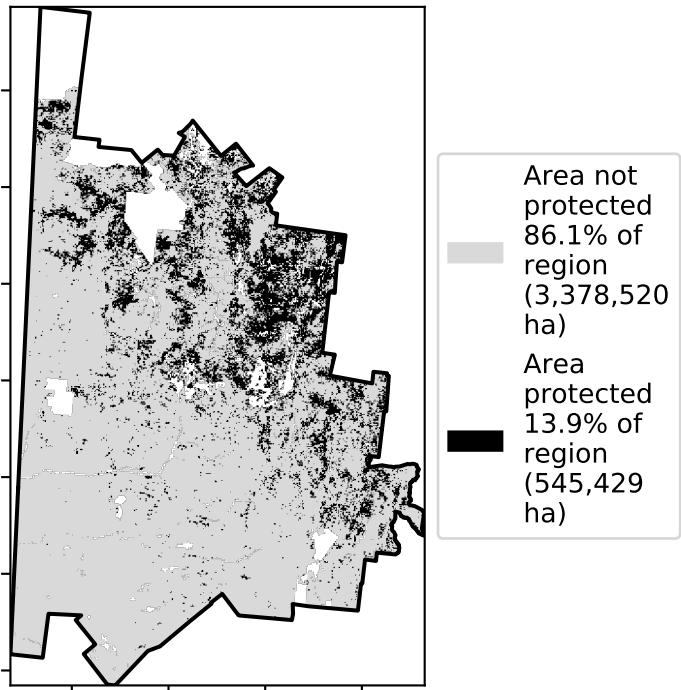 Area not
protected
86.1% of
region
(3,378,520
ha)
Area
protected
13.9% of
region
(545,429
ha)